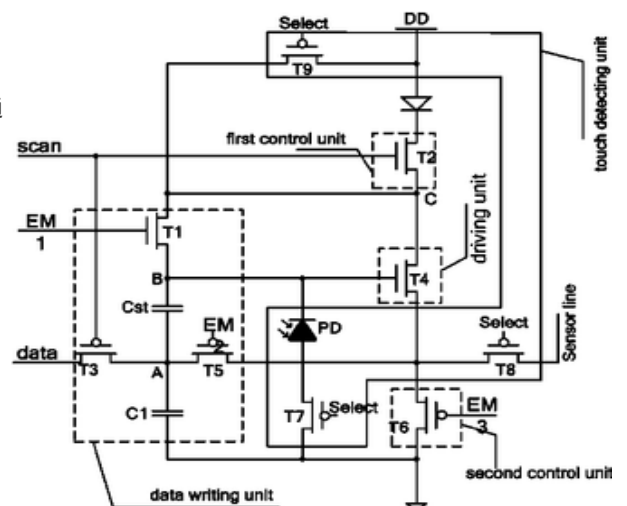 Select
DD
T9
i
first control unit
touch detecting unit
scan
T2
C
EM
1
T1
driving unit
B
T4
Cst
EM
2
PD
Select
Sensor line
data
T3
A
T5
T8
C1
T7
Select
T6
EM
3
second control unit
data writing unit